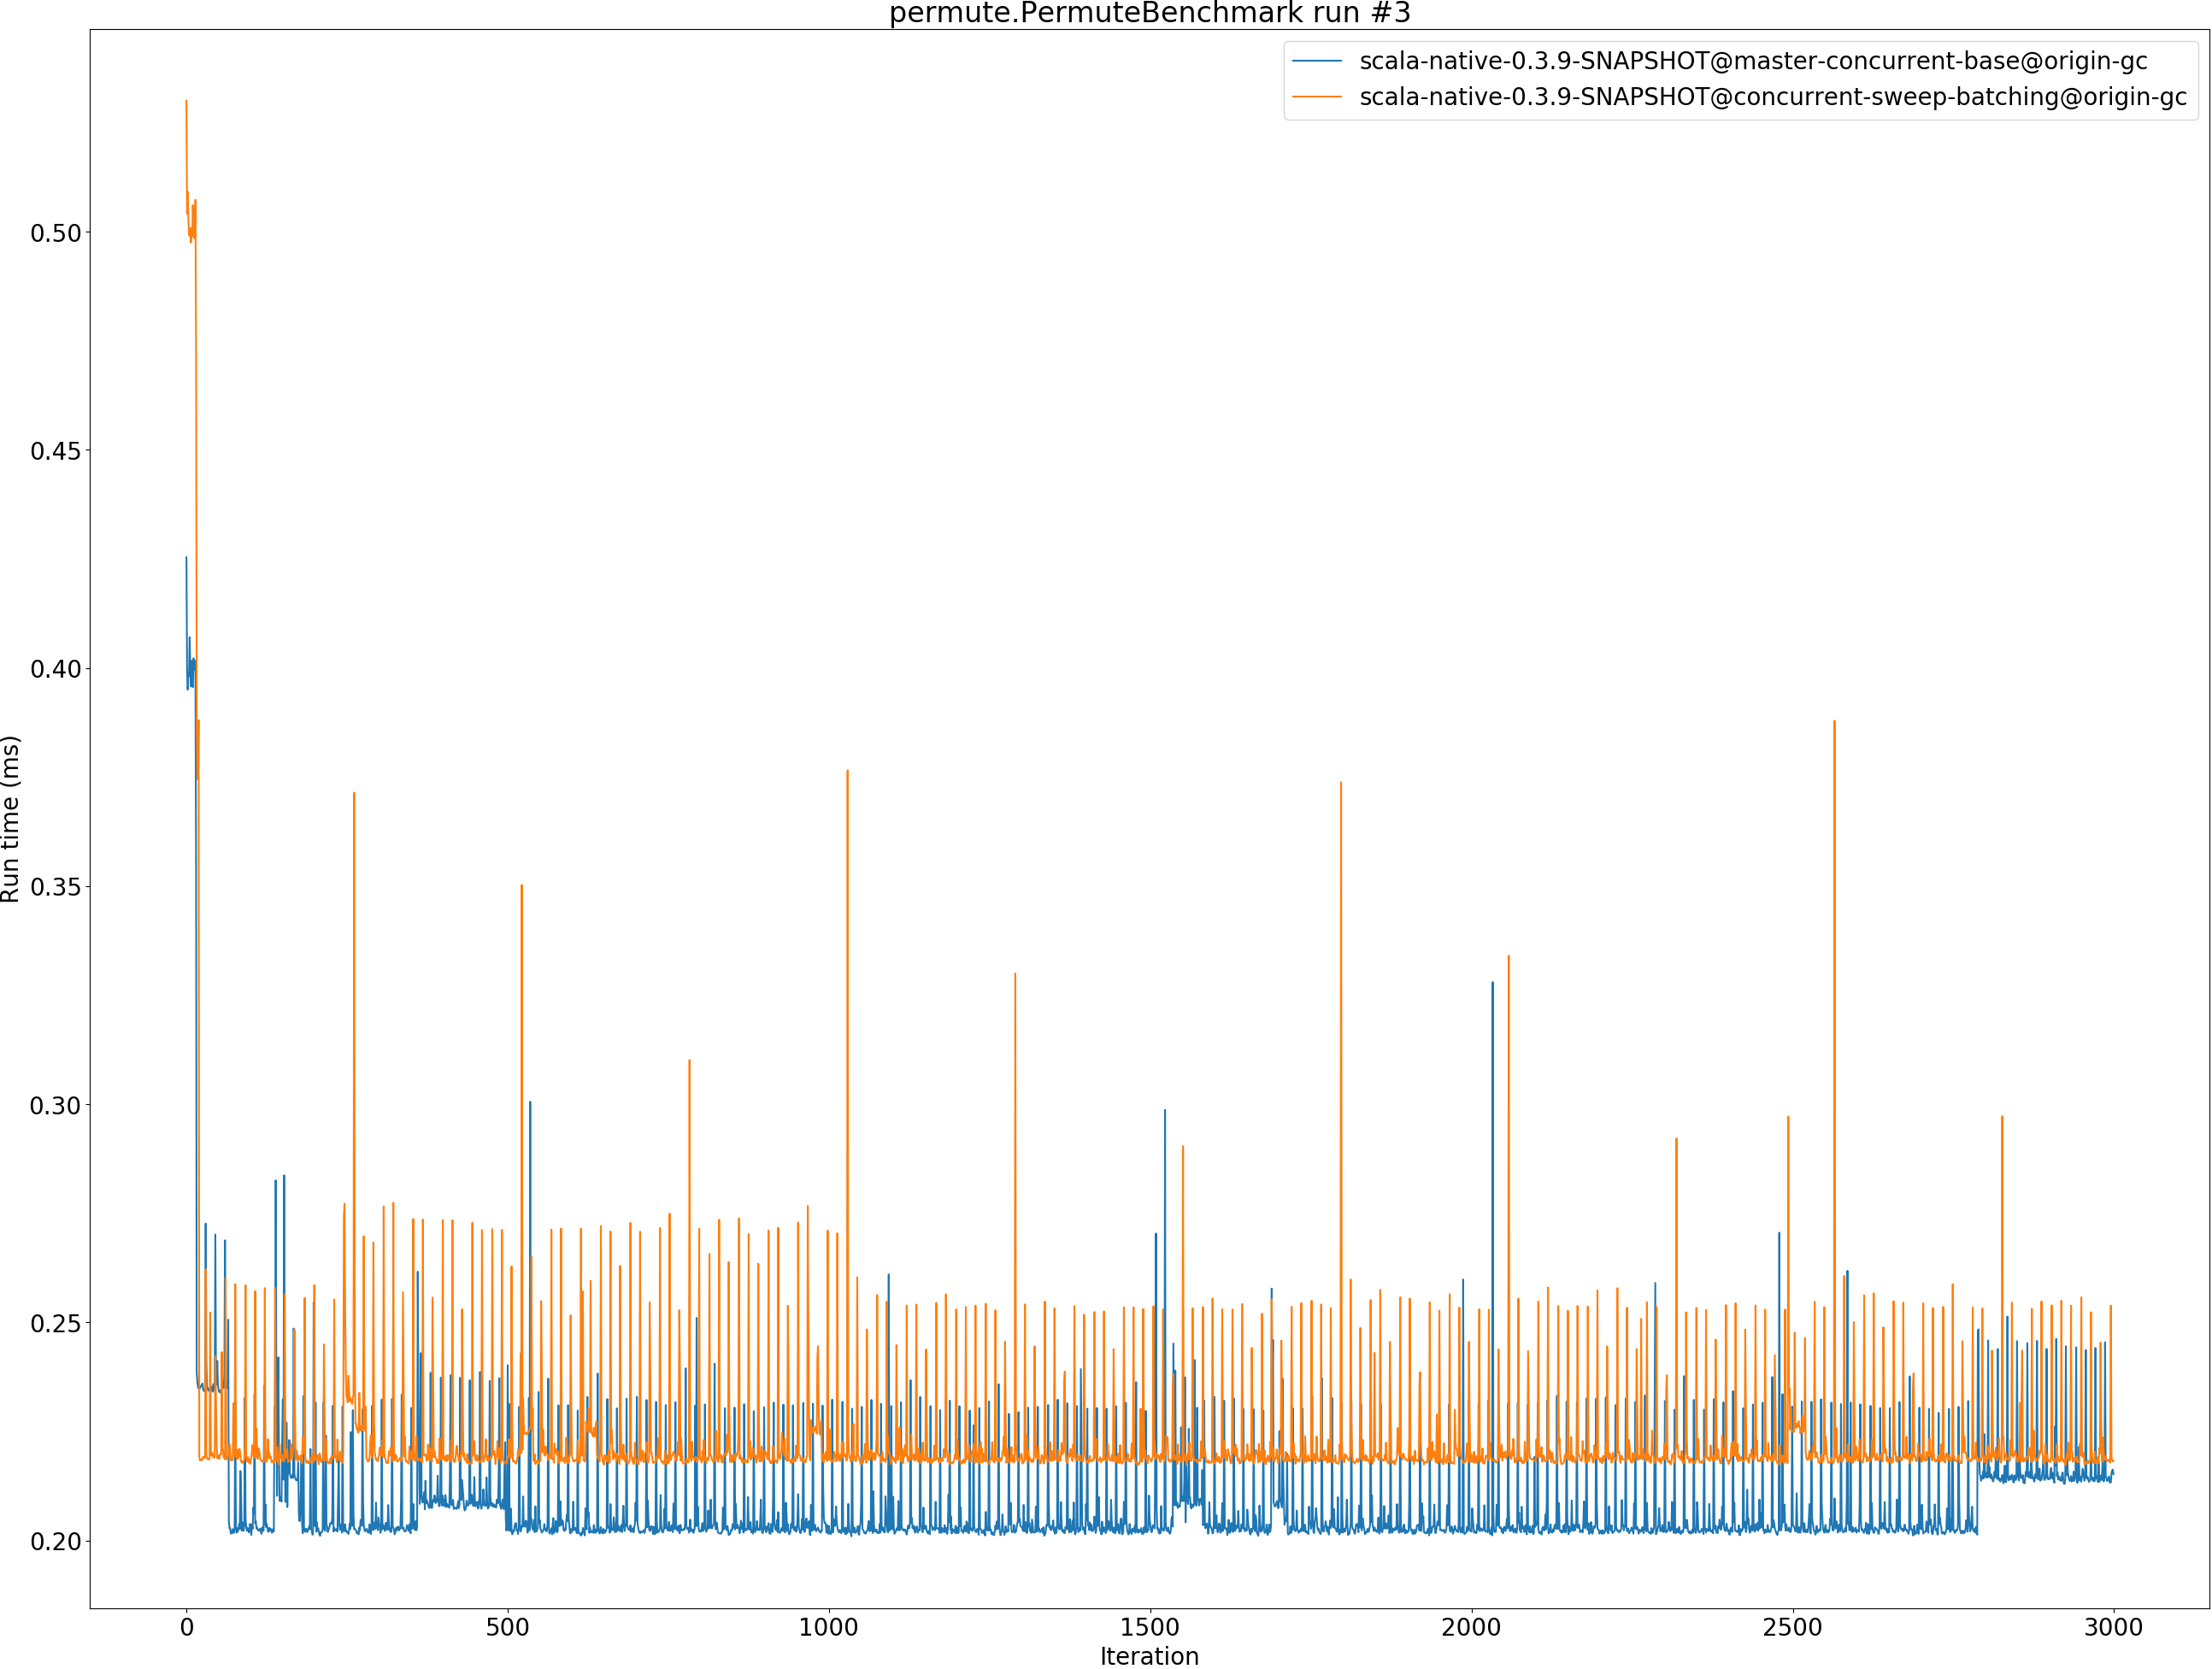 permute.PermuteBenchmark run #3
scala-native-0.3.9-SNAPSHOT@master-concurrent-base@origin-gc
scala-native-0.3.9-SNAPSHOT@concurrent-sweep-batching@origin-gc
Run time (ms)
0.50
0.45
0.40
0.35
0.30
0.25
0.20
0 500 1000 1500 2000 2500 3000
Iteration